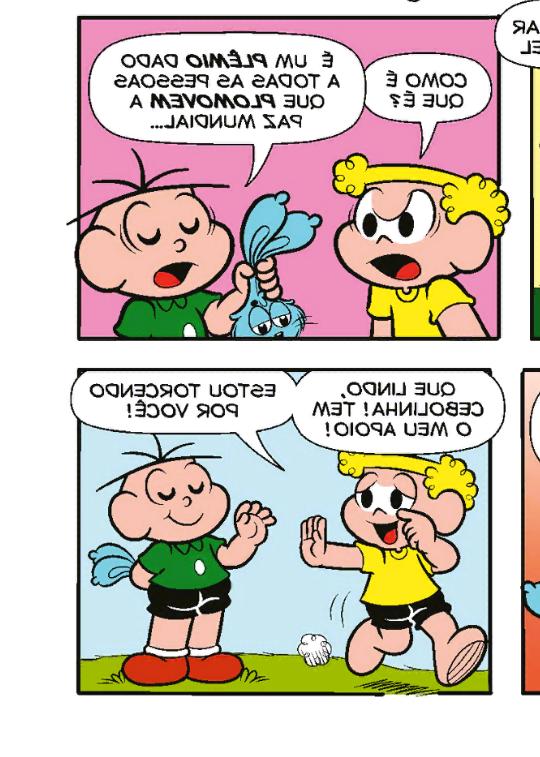 COMO É
QUE É?
É UM PLÊMIO DADO
A TODAS AS PESSOAS
QUE PLOMOVEM A
PAZ MUNDIAL...
QUE LINDO,
CEBOLINHA! TEM
O MEU APOIO!
ESTOU TORCENDO
POR VOCÊ!